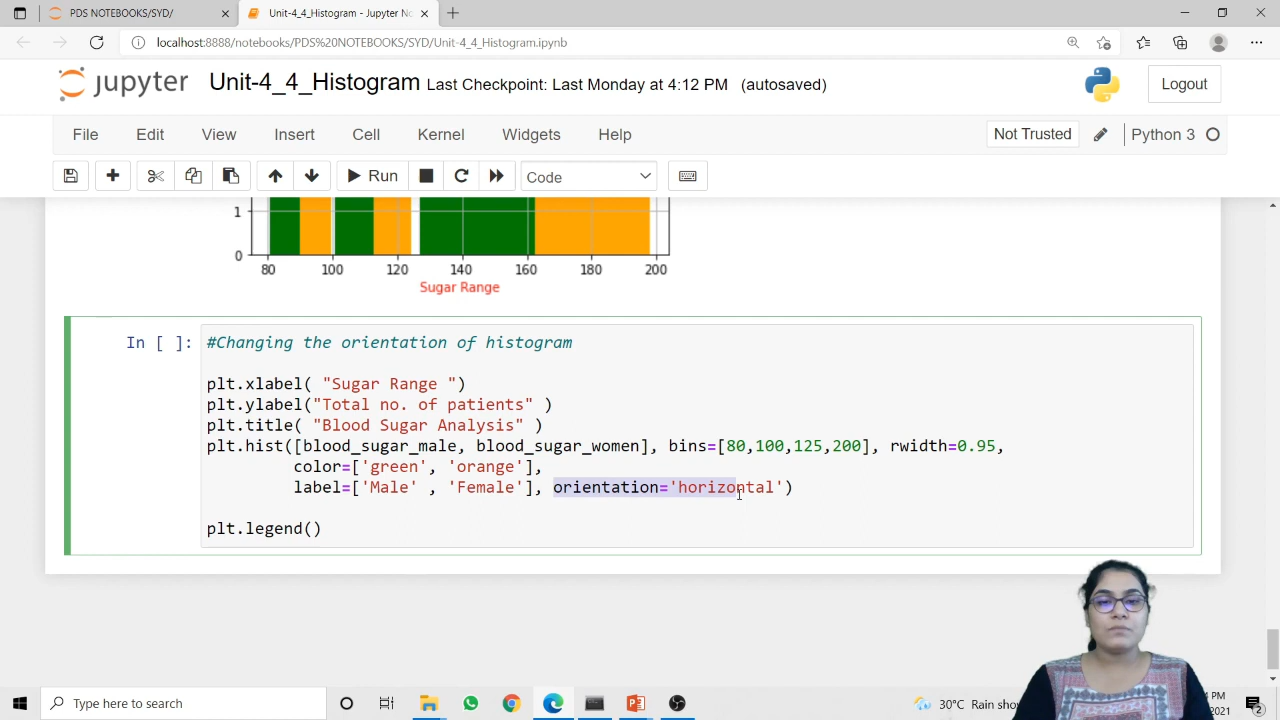 PDS NOTEBOOKS/SYD/
Unit-4_4_Histogram - Jupyter No
localhost:8888/notebooks/PDS%20NOTEBOOKS/SYD/Unit-4_4_Histogram.ipynb
jupyter Unit-4_4_Histogram Last Checkpoint: Last Monday at 4:12 PM (autosaved)
Logout
File Edit View Insert Cell Kernel Widgets Help
Not Trusted Python 3
Run Code
1
0
80 100 120 140 160 180 200
Sugar Range
In [ ]: #Changing the orientation of histogram
plt.xlabel( "Sugar Range ")
plt.ylabel("Total no. of patients" )
plt.title( "Blood Sugar Analysis" )
plt.hist([blood_sugar_male, blood_sugar_women], bins=[80,100,125,200], rwidth=0.95,
color=['green', 'orange'],
label=['Male' , 'Female'], orientation='horizontal')
plt.legend()
Type here to search
30°C Rain
PM
2021
2